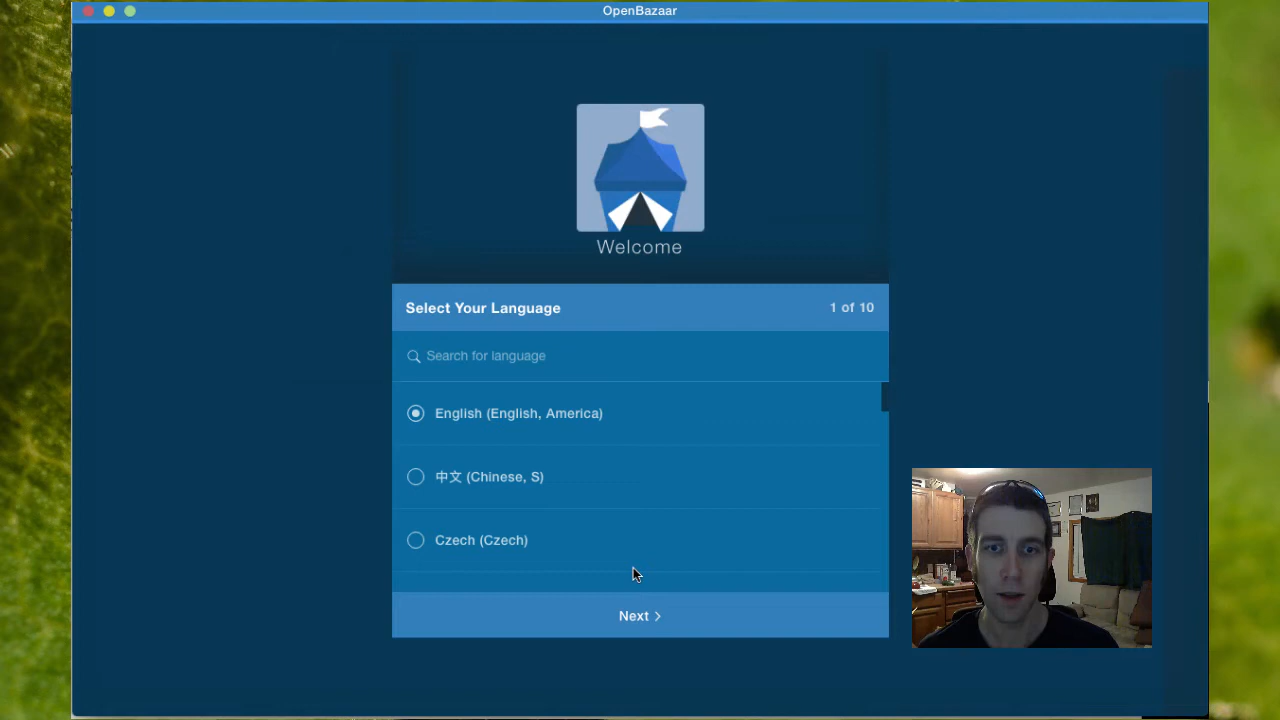 OpenBazaar
Welcome
Select Your Language
1 of 10
Search for language
English (English, America)
中文 (Chinese, S)
Czech (Czech)
Next